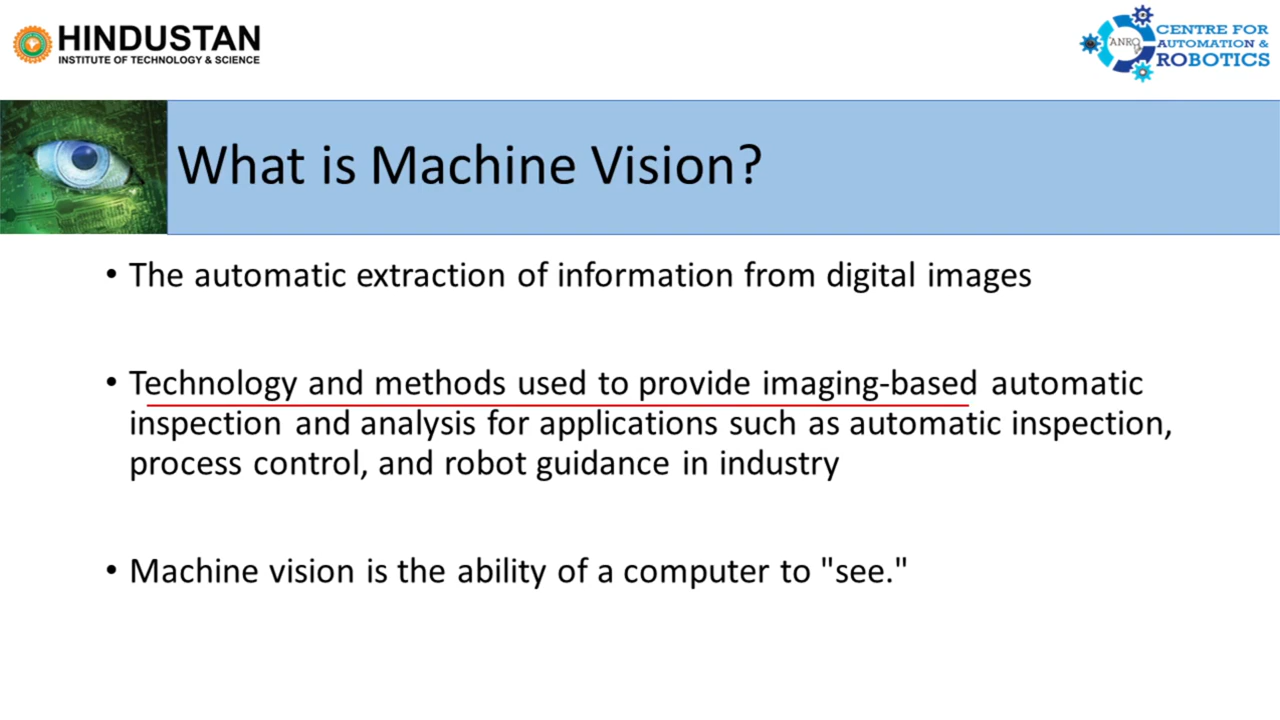 HINDUSTAN
INSTITUTE OF TECHNOLOGY & SCIENCE
CENTRE FOR
AUTOMATION &
ROBOTICS
ANRO
What is Machine Vision?
• The automatic extraction of information from digital images
• Technology and methods used to provide imaging-based automatic
inspection and analysis for applications such as automatic inspection,
process control, and robot guidance in industry
• Machine vision is the ability of a computer to "see."